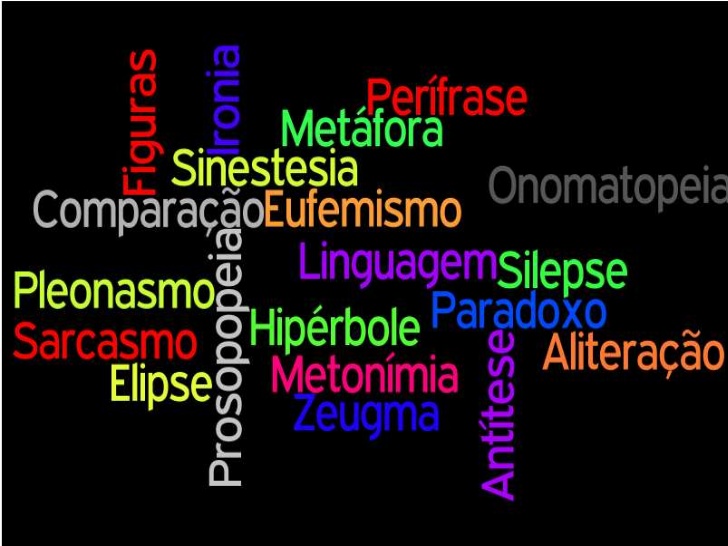 Figuras
Ironia
Perífrase
Metáfora
Sinestesia
Onomatopeia
Comparação
Eufemismo
Prosopopeia
Linguagem
Silepse
Pleonasmo
Paradoxo
Hipérbole
Sarcasmo
Aliteração
Elipse
Metonímia
Antítese
Zeugma